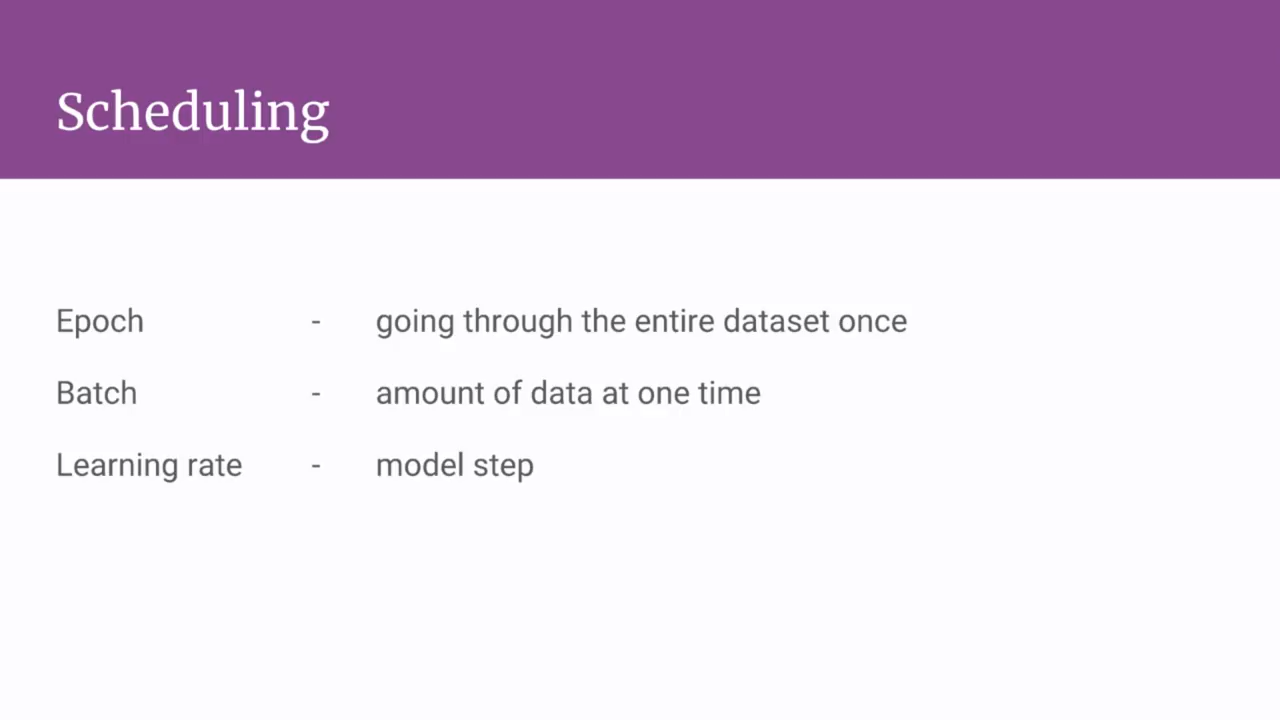 Scheduling
Epoch - going through the entire dataset once
Batch - amount of data at one time
Learning rate - model step